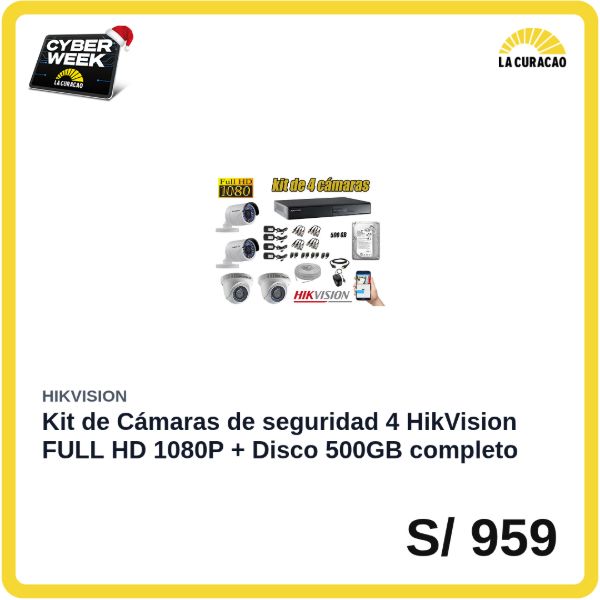 CYBER
WEEK
LA CURACAO
LA CURACAO
Full HD
1080
kit de 4 cámaras
500 GB
HIKVISION
HIKVISION
Kit de Cámaras de seguridad 4 HikVision
FULL HD 1080P + Disco 500GB completo
S/ 959